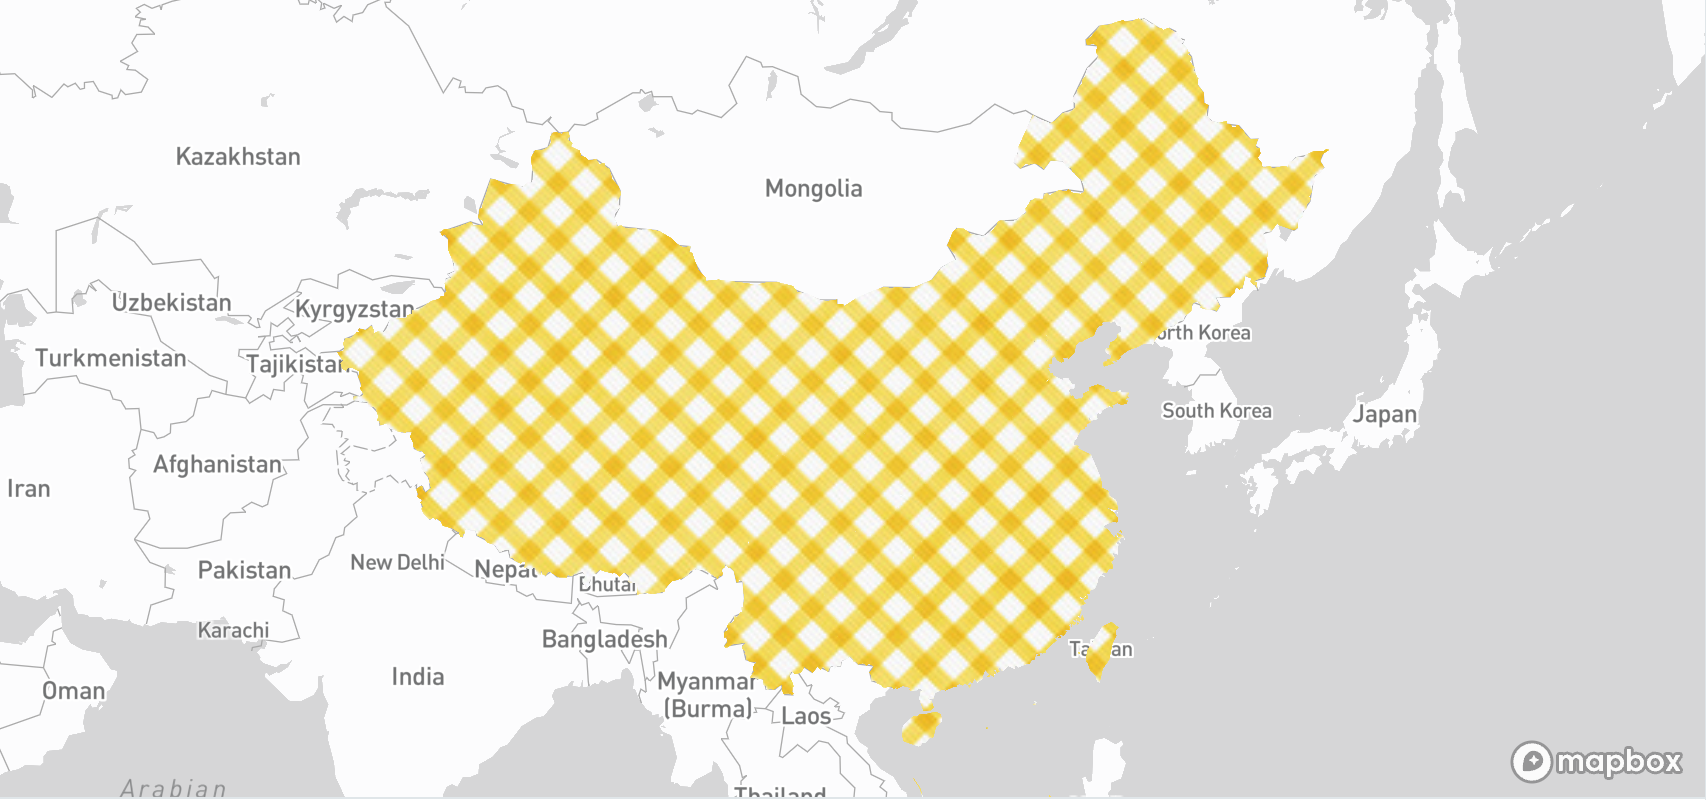 Kazakhstan
Mongolia
Uzbekistan
Kyrgyzstan
North Korea
Turkmenistan
Tajikistan
South Korea
Japan
Afghanistan
Iran
New Delhi
Nepal
Pakistan
Bhutan
Karachi
Bangladesh
Taiwan
India
Myanmar
(Burma)
Oman
Laos
mapbox
Arabian
Thailand